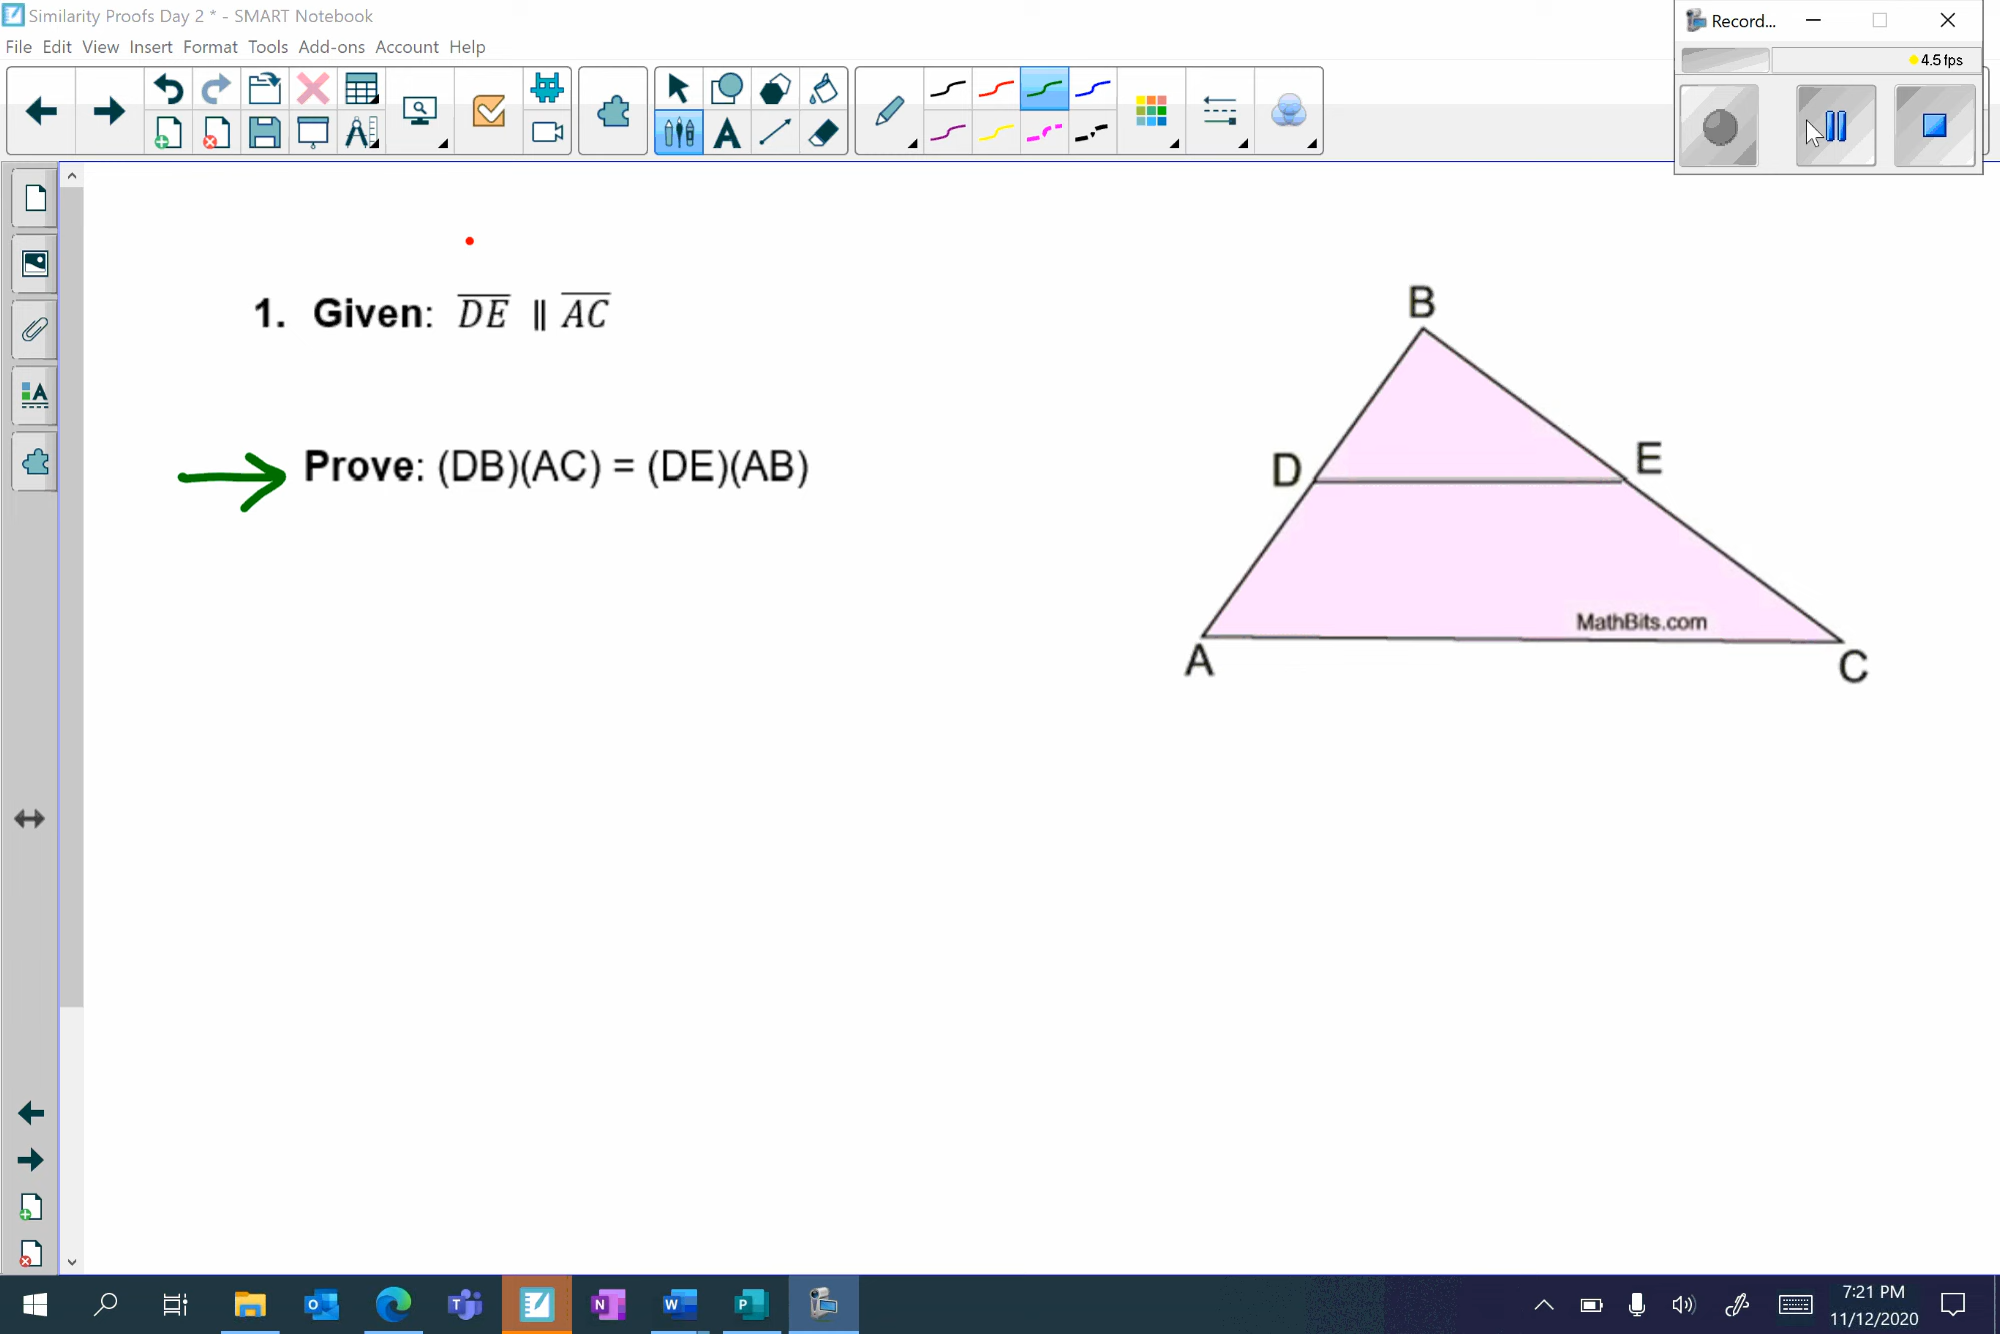 Similarity Proofs Day 2 * - SMART Notebook
File Edit View Insert Format Tools Add-ons Account Help
Record...
4.5 fps
1. Given: DE || AC
Prove: (DB)(AC) = (DE)(AB)
B
D
E
MathBits.com
A
C
7:21 PM
11/12/2020